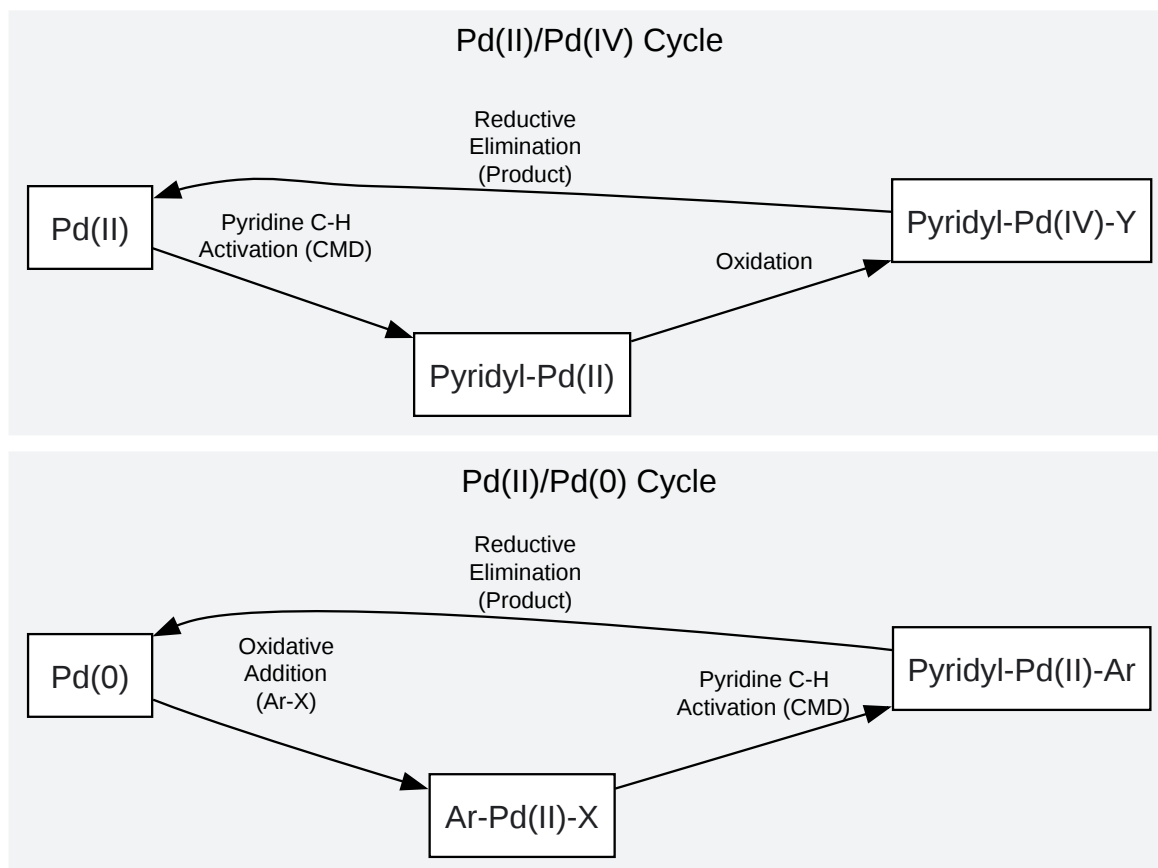 Pd(II)/Pd(IV) Cycle
Reductive
Elimination
(Product)
Pd(II)
Pyridine C-H
Activation (CMD)
Pyridyl-Pd(IV)-Y
Oxidation
Pyridyl-Pd(II)
Pd(II)/Pd(0) Cycle
Reductive
Elimination
(Product)
Pd(0)
Oxidative
Addition
(Ar-X)
Pyridine C-H
Activation (CMD)
Pyridyl-Pd(II)-Ar
Ar-Pd(II)-X